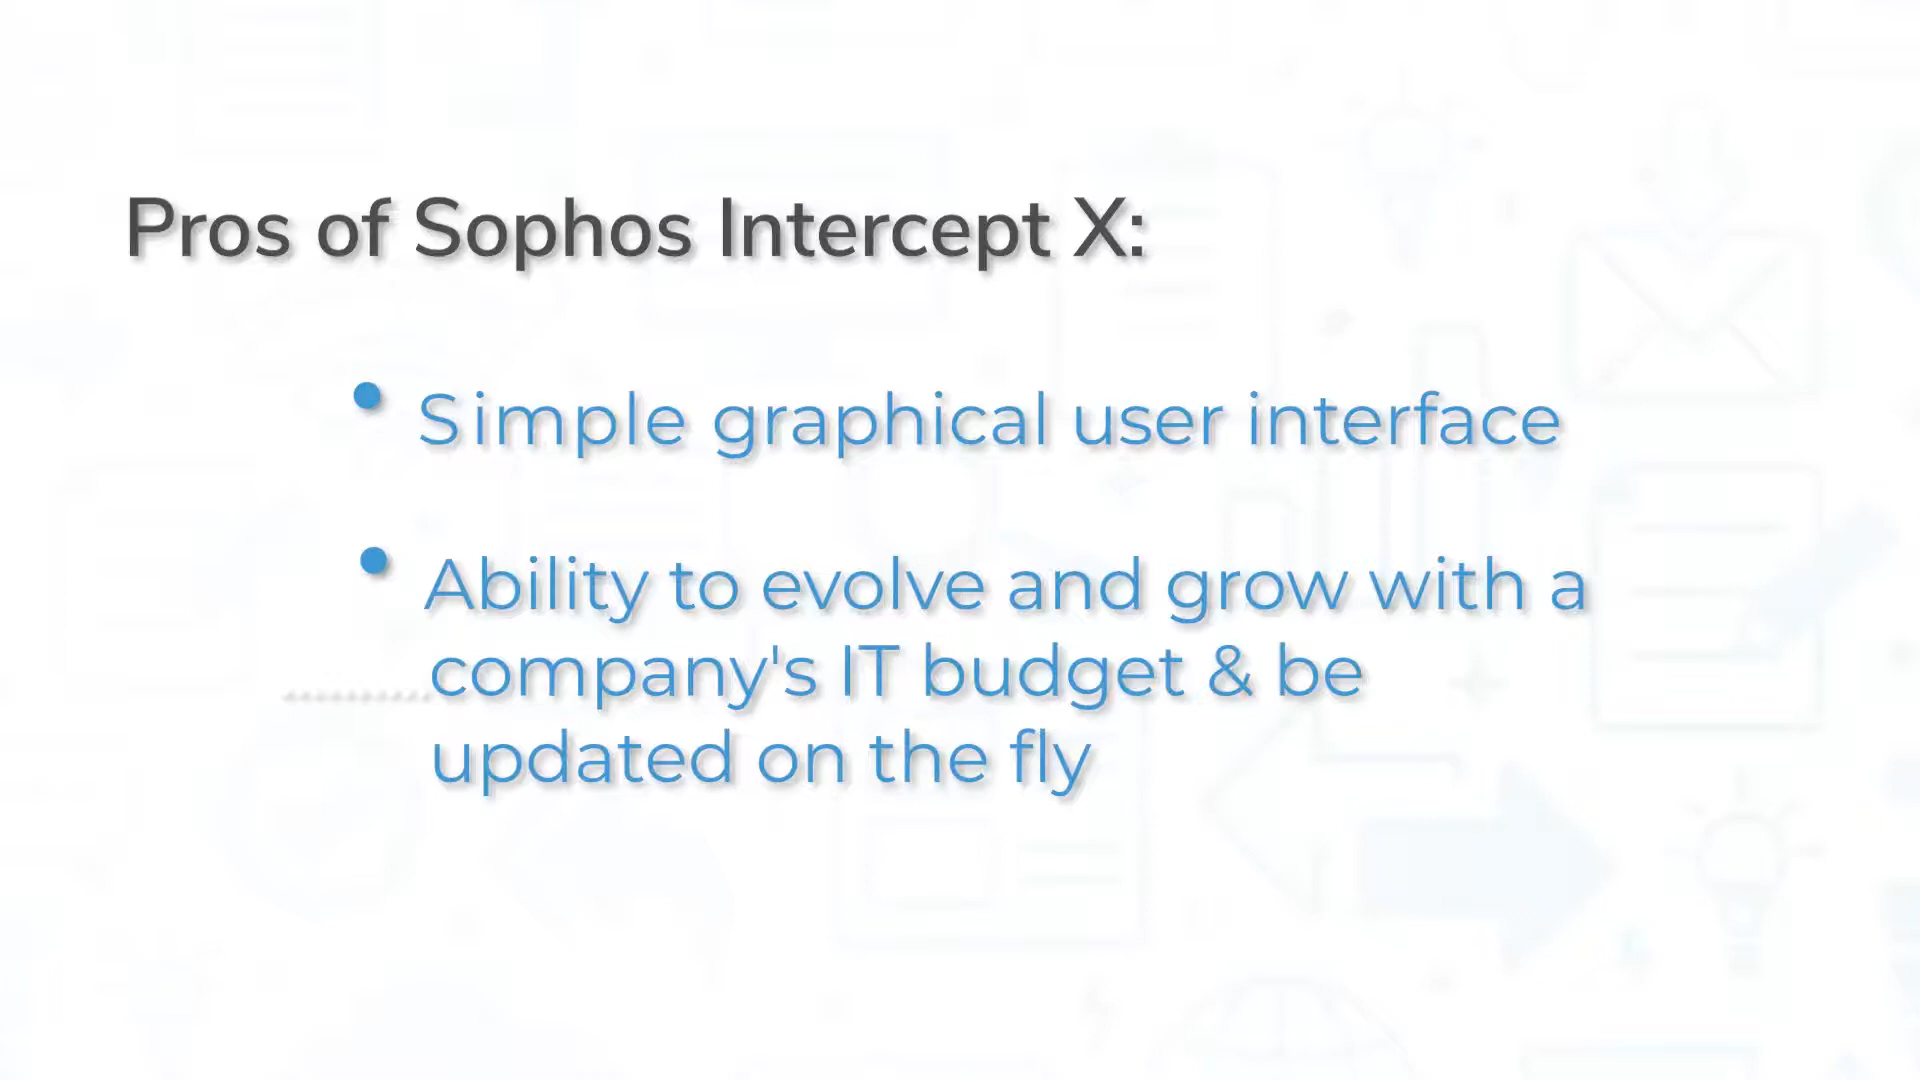 Pros of Sophos Intercept X:
• Simple graphical user interface
• Ability to evolve and grow with a
.........company's IT budget & be
updated on the fly